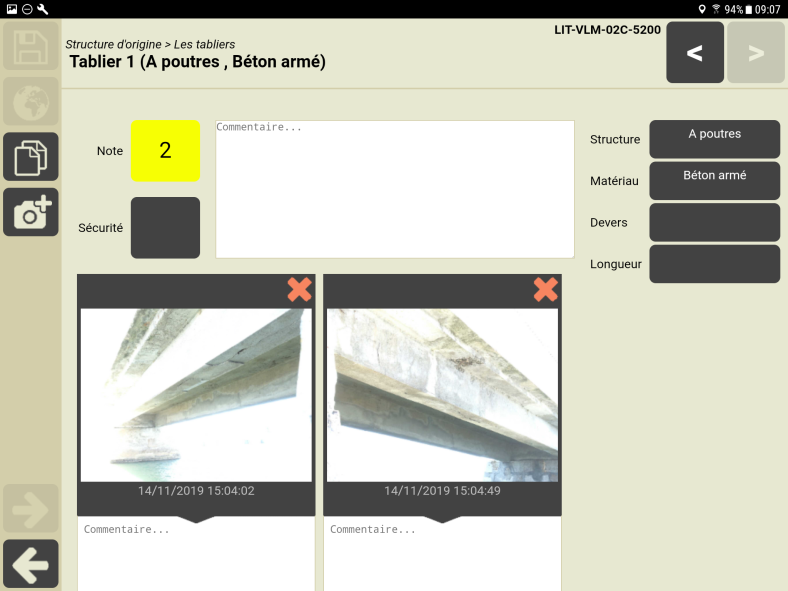 94% 09:07
LIT-VLM-02C-5200
Structure d'origine > Les tabliers
Tablier 1 (A poutres , Béton armé)
<
>
Note
2
Commentaire...
Sécurité
Structure
A poutres
Matériau
Béton armé
Devers
Longueur
14/11/2019 15:04:02
14/11/2019 15:04:49
Commentaire...
Commentaire...